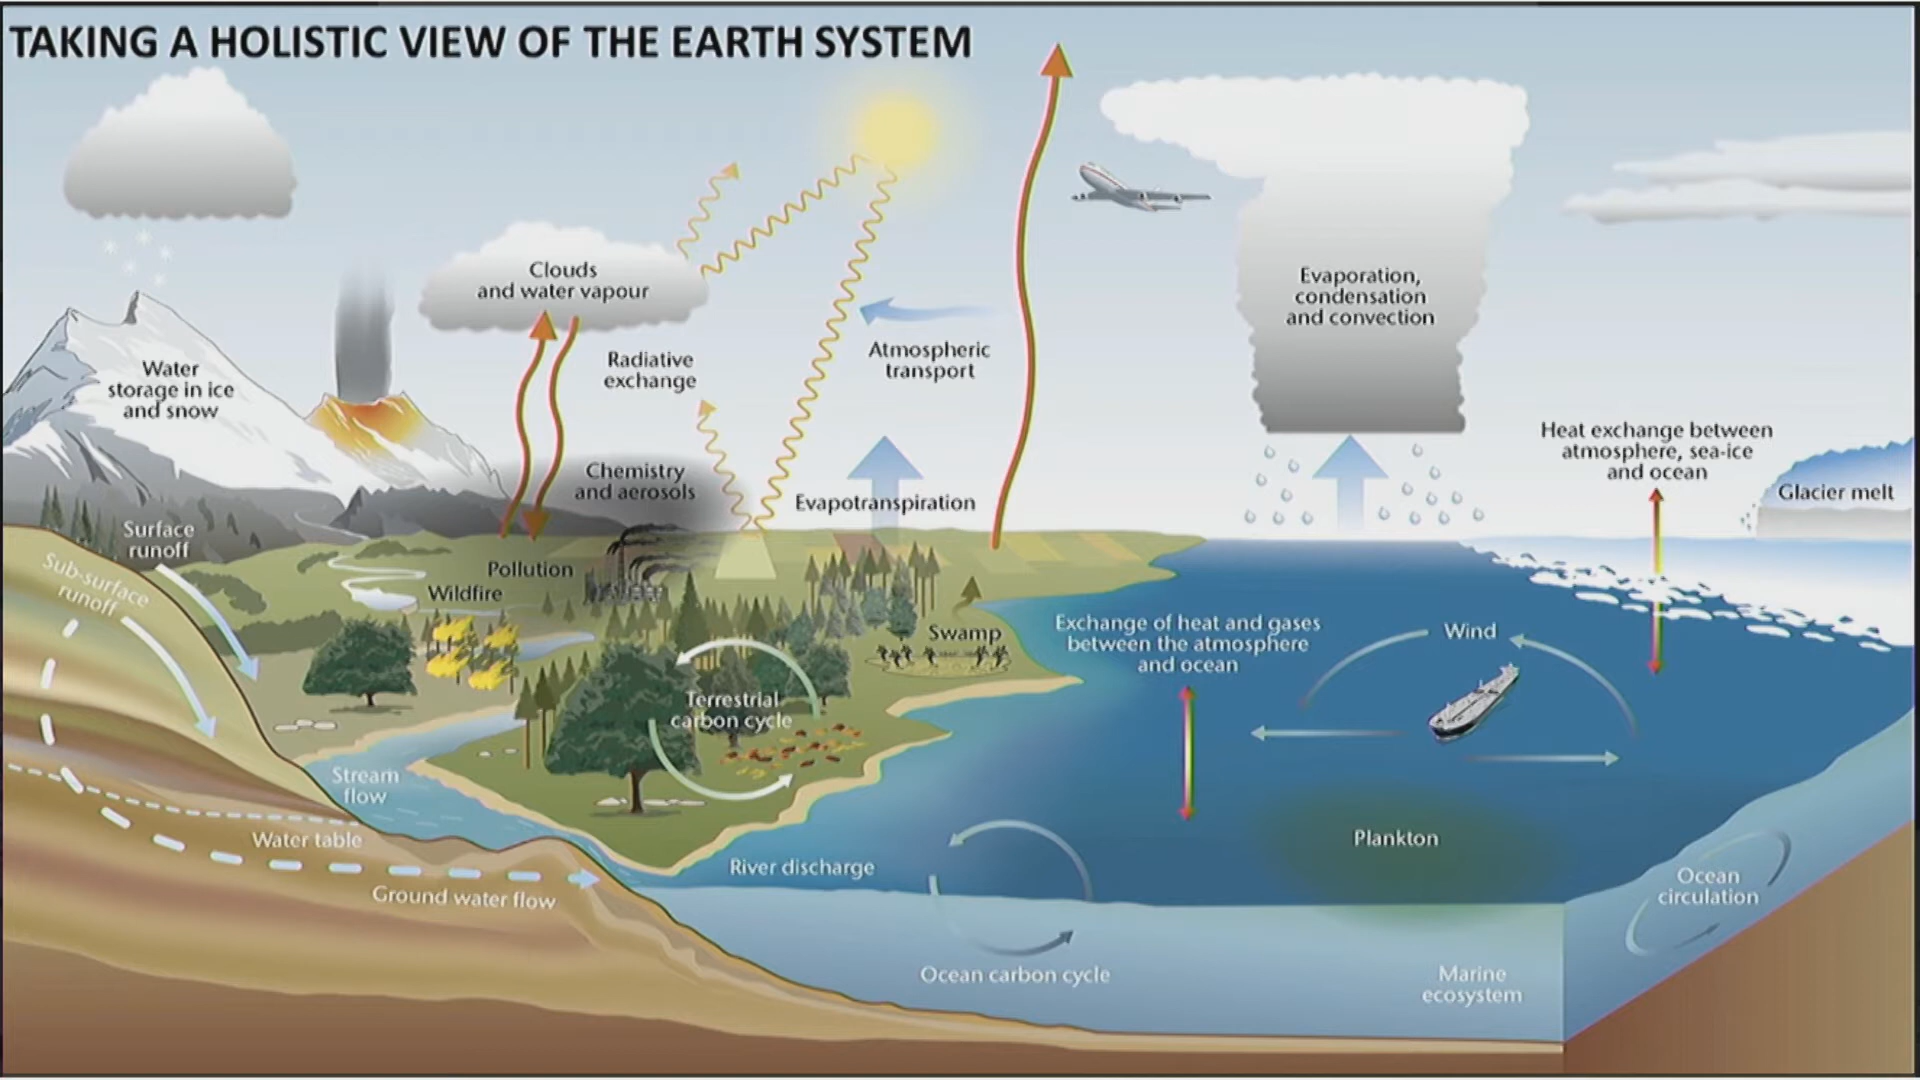 TAKING A HOLISTIC VIEW OF THE EARTH SYSTEM
Clouds
and water vapour
Evaporation,
condensation
and convection
Water
storage in ice
and snow
Radiative
exchange
Atmospheric
transport
Heat exchange between
atmosphere, sea-ice
and ocean
Glacier melt
Chemistry
and aerosols
Evapotranspiration
Surface
runoff
Sub-surface
runoff
Pollution
Wildfire
Swamp
Exchange of heat and gases
between the atmosphere
and ocean
Wind
Terrestrial
carbon cycle
Stream
flow
Water table
Ground water flow
River discharge
Plankton
Ocean
circulation
Ocean carbon cycle
Marine
ecosystem